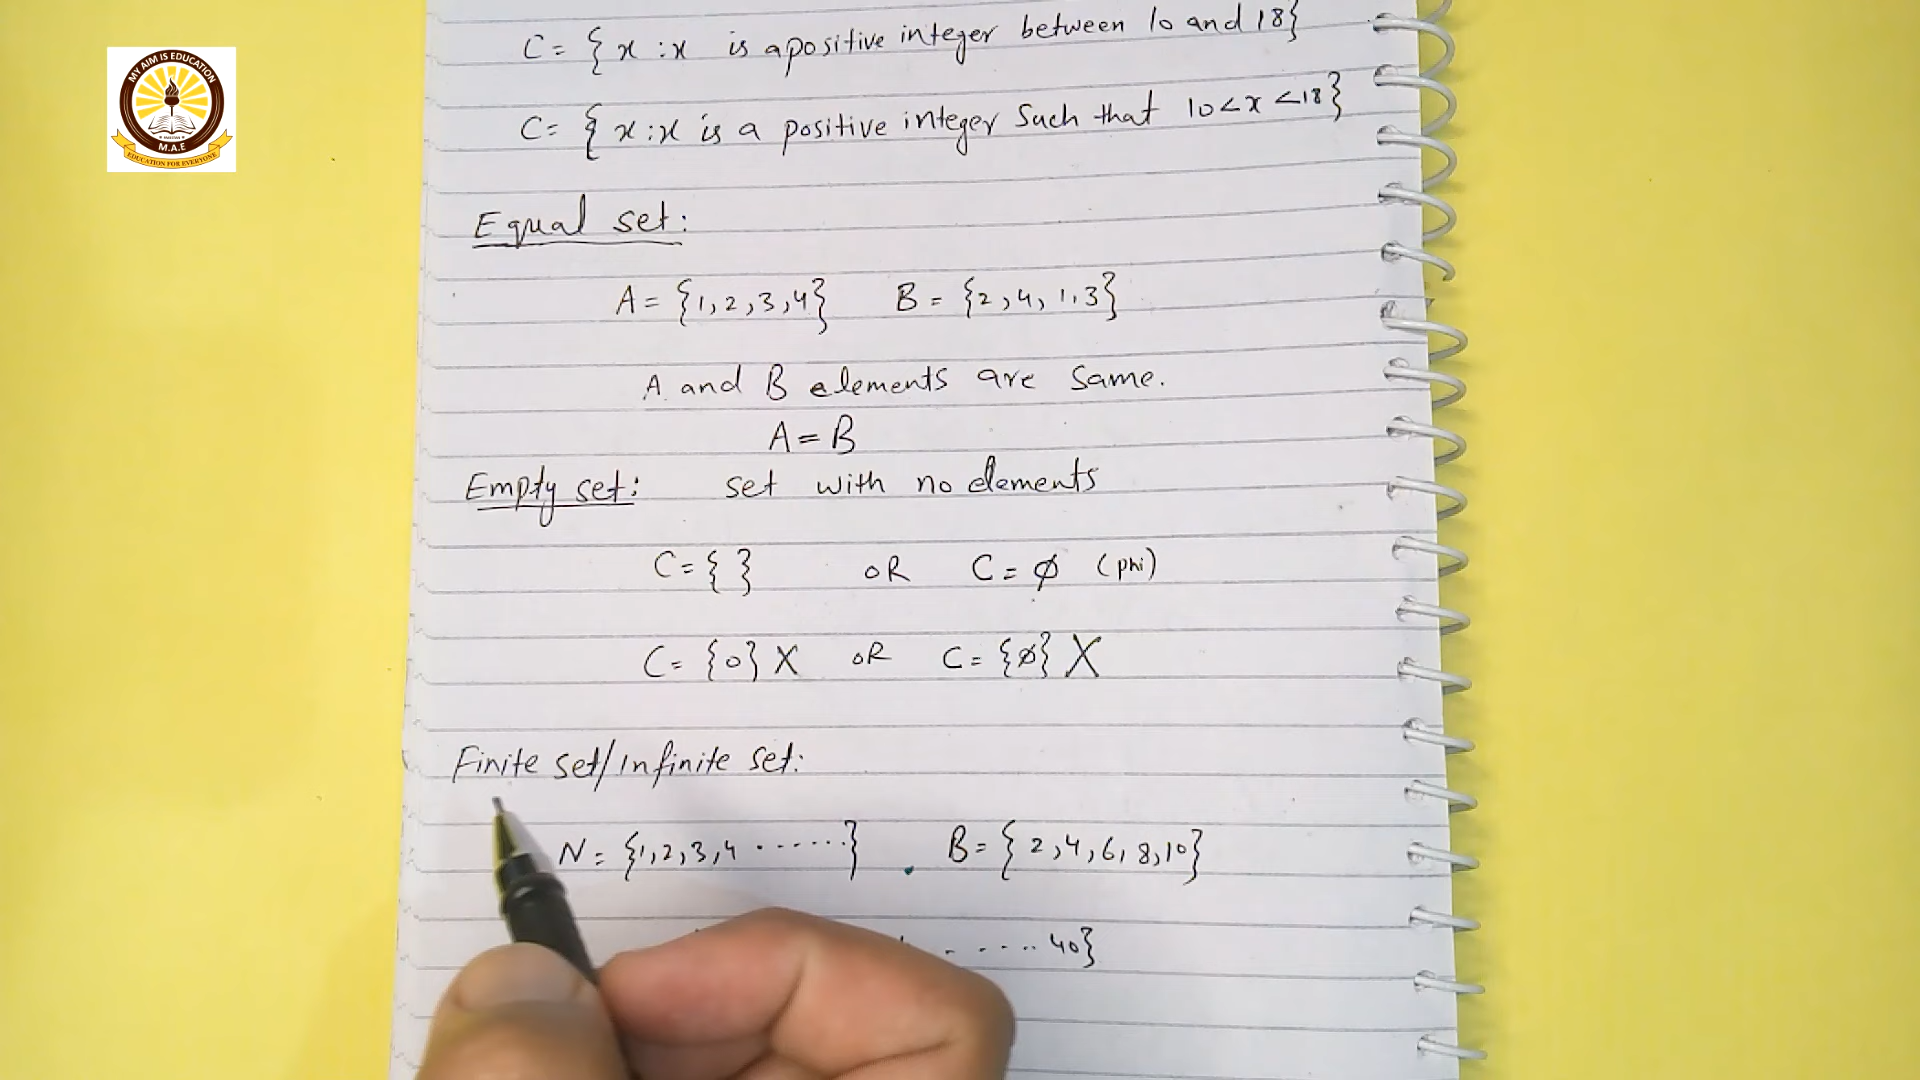 MY AIM IS EDUCATION
M.A.E
EDUCATION FOR EVERYONE
C = { x : x is a positive integer between 10 and 18}
C = { x : x is a positive integer such that 10 < x < 18}
Equal set:
A = {1, 2, 3, 4} B = {2, 4, 1, 3}
A and B elements are same.
A = B
Empty set: set with no elements
C = { } OR C = ∅ (phi)
C = {0} X OR C = {∅} X
Finite set/Infinite set:
N = {1, 2, 3, 4 ······} B = { 2, 4, 6, 8, 10}
····· 40}